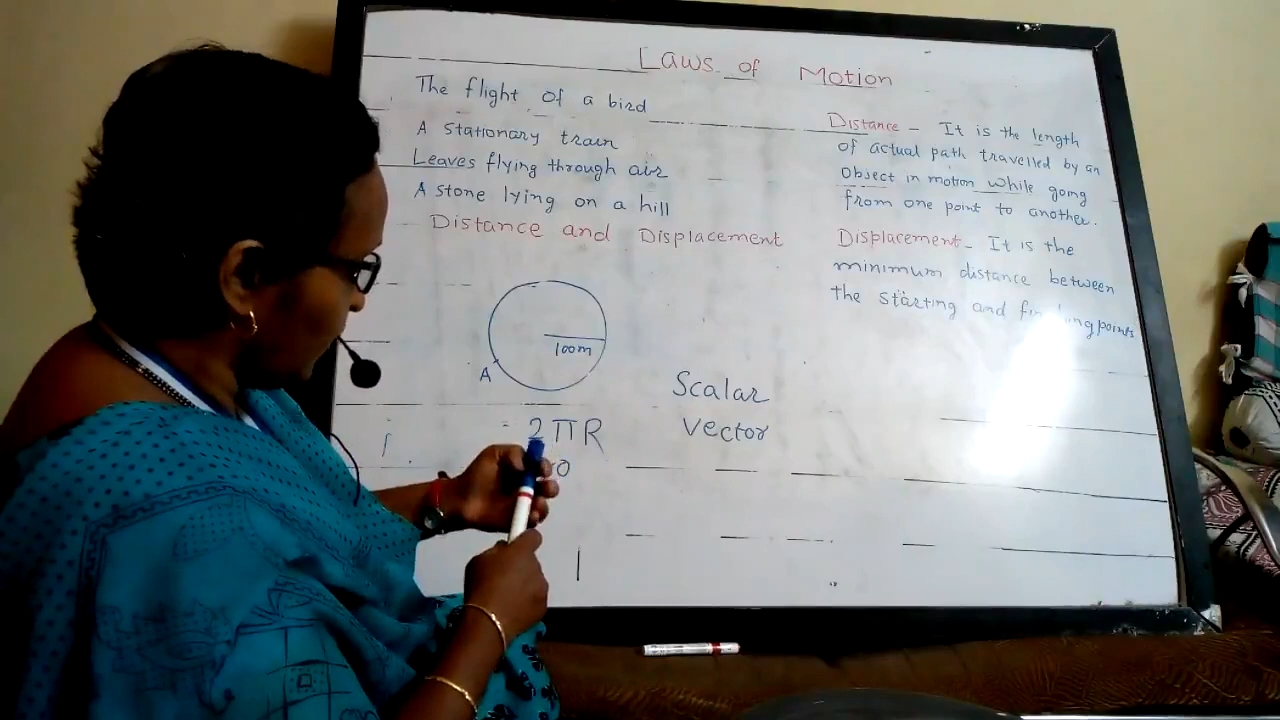 Laws of Motion
The flight of a bird
A stationary train
Leaves flying through air
A stone lying on a hill
Distance and Displacement
100m
A
2πR
0
Scalar
vector
Distance - It is the length
of actual path travelled by an
object in motion while going
from one point to another.
Displacement - It is the
minimum distance between
the starting and points